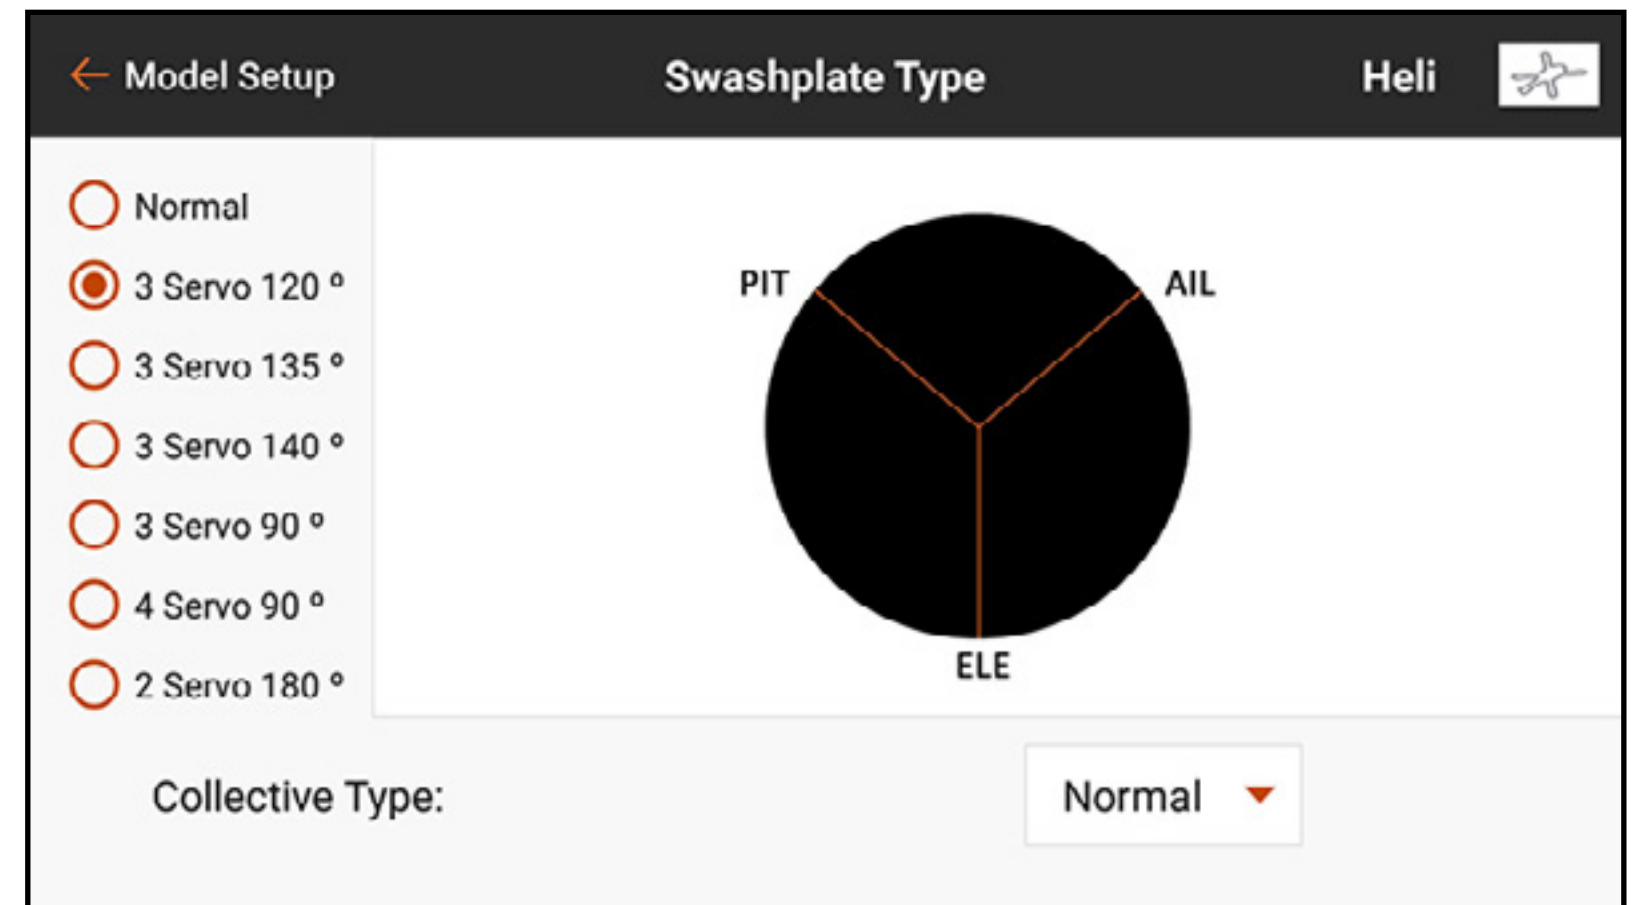 Model Setup
Swashplate Type
Heli
Normal
3 Servo 120 º
3 Servo 135 º
3 Servo 140 º
3 Servo 90 º
4 Servo 90 º
2 Servo 180 º
PIT
AIL
ELE
Collective Type:
Normal